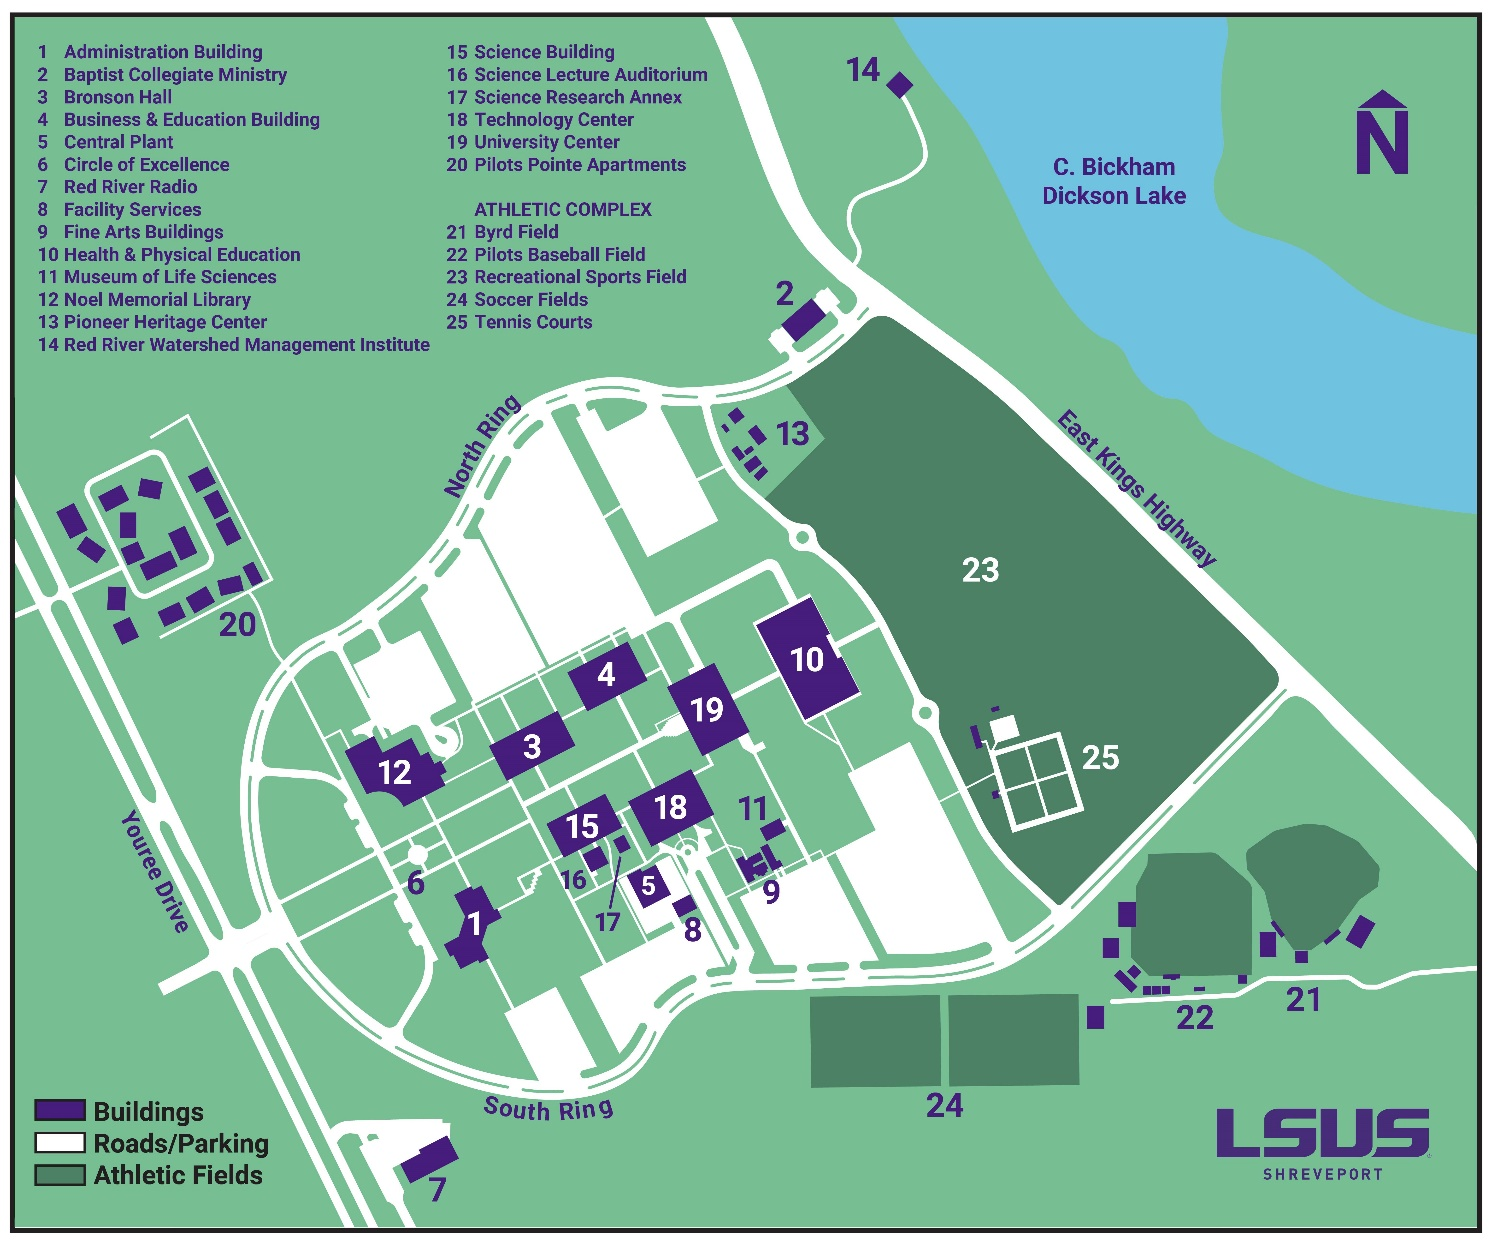 1 Administration Building
2 Baptist Collegiate Ministry
3 Bronson Hall
4 Business & Education Building
5 Central Plant
6 Circle of Excellence
7 Red River Radio
8 Facility Services
9 Fine Arts Buildings
10 Health & Physical Education
11 Museum of Life Sciences
12 Noel Memorial Library
13 Pioneer Heritage Center
14 Red River Watershed Management Institute
15 Science Building
16 Science Lecture Auditorium
17 Science Research Annex
18 Technology Center
19 University Center
20 Pilots Pointe Apartments
ATHLETIC COMPLEX
21 Byrd Field
22 Pilots Baseball Field
23 Recreational Sports Field
24 Soccer Fields
25 Tennis Courts
14
N
C. Bickham
Dickson Lake
2
North Ring
13
East Kings Highway
23
20
10
4
19
3
25
12
18
15
11
Youree Drive
16
5
6
9
17
1
8
21
22
24
South Ring
7
Buildings
Roads/Parking
Athletic Fields
LSUS
SHREVEPORT